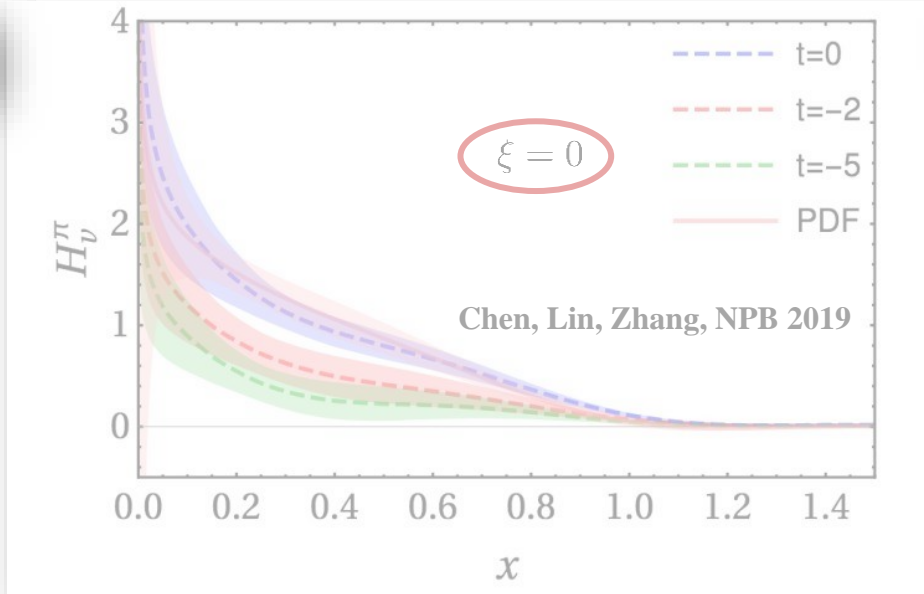 4
3
2
1
0
H_v^π
t=0
t=−2
t=−5
PDF
ξ = 0
Chen, Lin, Zhang, NPB 2019
0.0 0.2 0.4 0.6 0.8 1.0 1.2 1.4
x